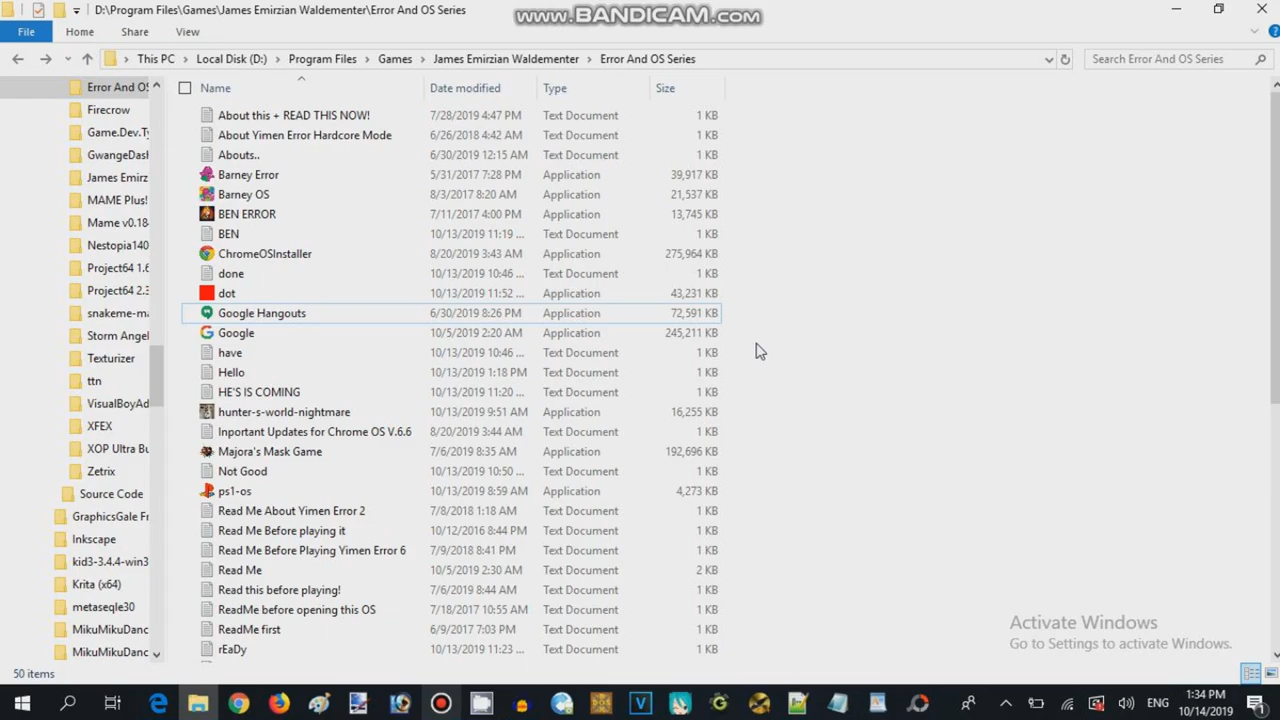 D:\Program Files\Games\James Emirzian Waldementer\Error And OS Series
www.BANDICAM.com
File Home Share View
This PC Local Disk (D:) Program Files Games James Emirzian Waldementer Error And OS Series
Search Error And OS Series
Name Date modified Type Size
Error And OS
Firecrow
Game.Dev.Ty
GwangeDash
James Emirz
MAME Plus!
Mame v0.18
Nestopia140
Project64 1.6
Project64 2.3
snakeme-ma
Storm Angel
Texturizer
ttn
VisualBoyAd
XFEX
XOP Ultra Bu
Zetrix
Source Code
GraphicsGale Fr
Inkscape
kid3-3.4.4-win3
Krita (x64)
metaseqle30
MikuMikuDanc
MikuMikuDanc
About this + READ THIS NOW! 7/28/2019 4:47 PM Text Document 1 KB
About Yimen Error Hardcore Mode 6/26/2018 4:42 AM Text Document 1 KB
Abouts.. 6/30/2019 12:15 AM Text Document 1 KB
Barney Error 5/31/2017 7:28 PM Application 39,917 KB
Barney OS 8/3/2017 8:20 AM Application 21,537 KB
BEN ERROR 7/11/2017 4:00 PM Application 13,745 KB
BEN 10/13/2019 11:19 ... Text Document 1 KB
ChromeOSInstaller 8/20/2019 3:43 AM Application 275,964 KB
done 10/13/2019 10:46 ... Text Document 1 KB
dot 10/13/2019 11:52 ... Application 43,231 KB
Google Hangouts 6/30/2019 8:26 PM Application 72,591 KB
Google 10/5/2019 2:20 AM Application 245,211 KB
have 10/13/2019 10:46 ... Text Document 1 KB
Hello 10/13/2019 1:18 PM Text Document 1 KB
HE'S IS COMING 10/13/2019 11:20 ... Text Document 1 KB
hunter-s-world-nightmare 10/13/2019 9:51 AM Application 16,255 KB
Inportant Updates for Chrome OS V.6.6 8/20/2019 3:44 AM Text Document 1 KB
Majora's Mask Game 7/6/2019 8:35 AM Application 192,696 KB
Not Good 10/13/2019 10:50 ... Text Document 1 KB
ps1-os 10/13/2019 8:59 AM Application 4,273 KB
Read Me About Yimen Error 2 7/8/2018 1:18 AM Text Document 1 KB
Read Me Before playing it 10/12/2016 8:44 PM Text Document 1 KB
Read Me Before Playing Yimen Error 6 7/9/2018 8:41 PM Text Document 1 KB
Read Me 10/5/2019 2:30 AM Text Document 2 KB
Read this before playing! 7/6/2019 8:44 AM Text Document 1 KB
ReadMe before opening this OS 7/18/2017 10:55 AM Text Document 1 KB
ReadMe first 6/9/2017 7:03 PM Text Document 1 KB
rEaDy 10/13/2019 11:23 ... Text Document 1 KB
Activate Windows
Go to Settings to activate Windows.
50 items
ENG
1:34 PM
10/14/2019